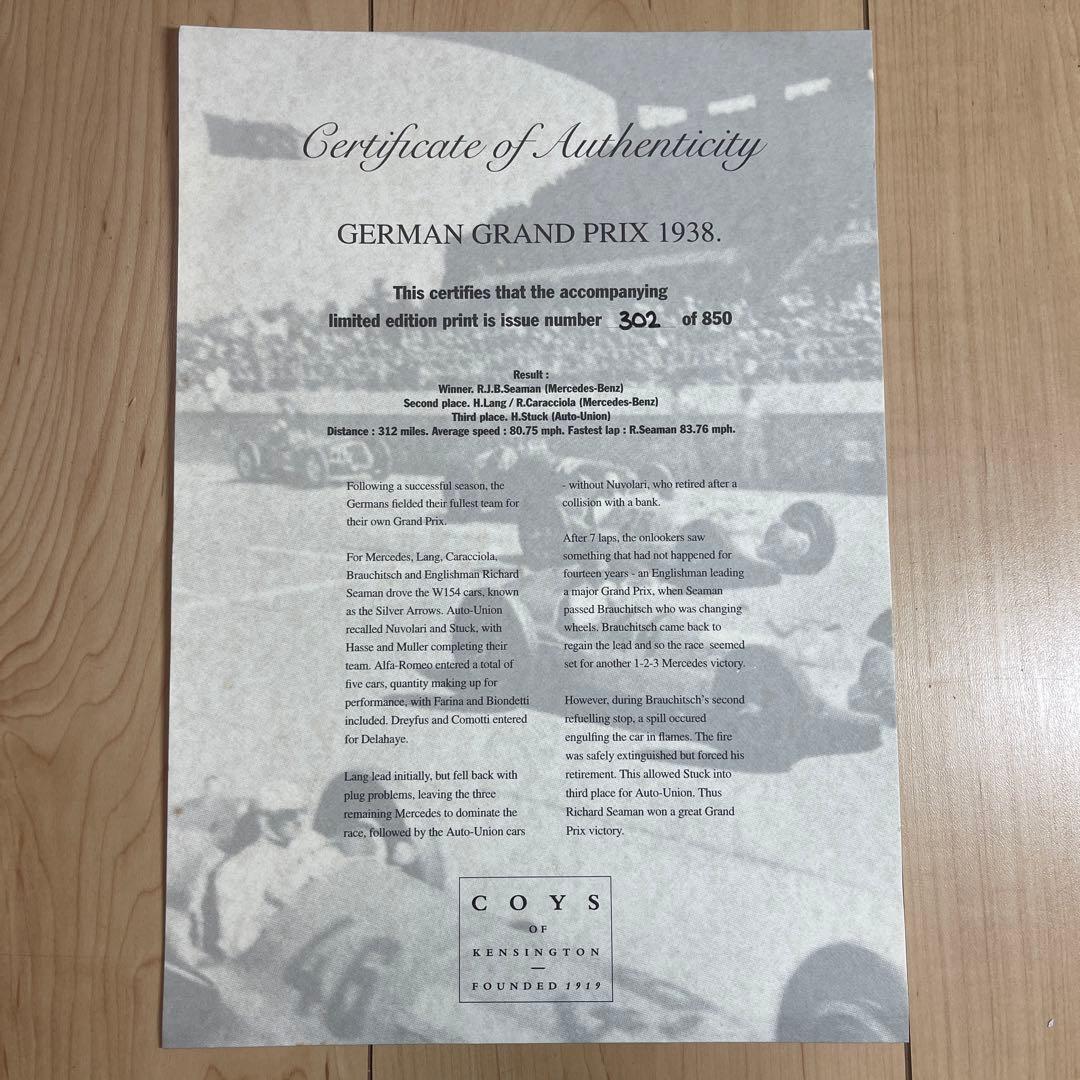 Certificate of Authenticity
GERMAN GRAND PRIX 1938.
This certifies that the accompanying
limited edition print is issue number 302 of 850
Result :
Winner. R.J.B.Seaman (Mercedes-Benz)
Second place. H.Lang / R.Caracciola (Mercedes-Benz)
Third place. H.Stuck (Auto-Union)
Distance : 312 miles. Average speed : 80.75 mph. Fastest lap : R.Seaman 83.76 mph.
Following a successful season, the
Germans fielded their fullest team for
their own Grand Prix.
For Mercedes, Lang, Caracciola,
Brauchitsch and Englishman Richard
Seaman drove the W154 cars, known
as the Silver Arrows. Auto-Union
recalled Nuvolari and Stuck, with
Hasse and Muller completing their
team. Alfa-Romeo entered a total of
five cars, quantity making up for
performance, with Farina and Biondetti
included. Dreyfus and Comotti entered
for Delahaye.
Lang lead initially, but fell back with
plug problems, leaving the three
remaining Mercedes to dominate the
race, followed by the Auto-Union cars
- without Nuvolari, who retired after a
collision with a bank.
After 7 laps, the onlookers saw
something that had not happened for
fourteen years - an Englishman leading
a major Grand Prix, when Seaman
passed Brauchitsch who was changing
wheels. Brauchitsch came back to
regain the lead and so the race seemed
set for another 1-2-3 Mercedes victory.
However, during Brauchitsch's second
refuelling stop, a spill occured
engulfing the car in flames. The fire
was safely extinguished but forced his
retirement. This allowed Stuck into
third place for Auto-Union. Thus
Richard Seaman won a great Grand
Prix victory.
COYS
OF
KENSINGTON
FOUNDED 1919
46